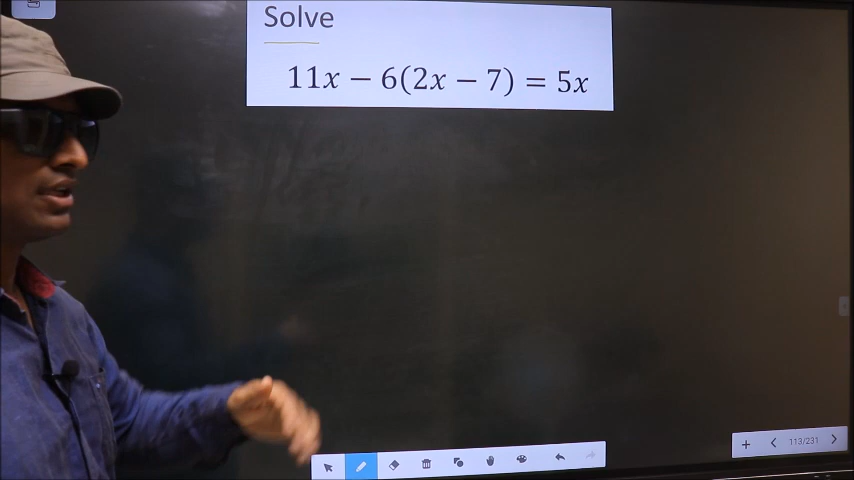 Solve
11x − 6(2x − 7) = 5x
113/231